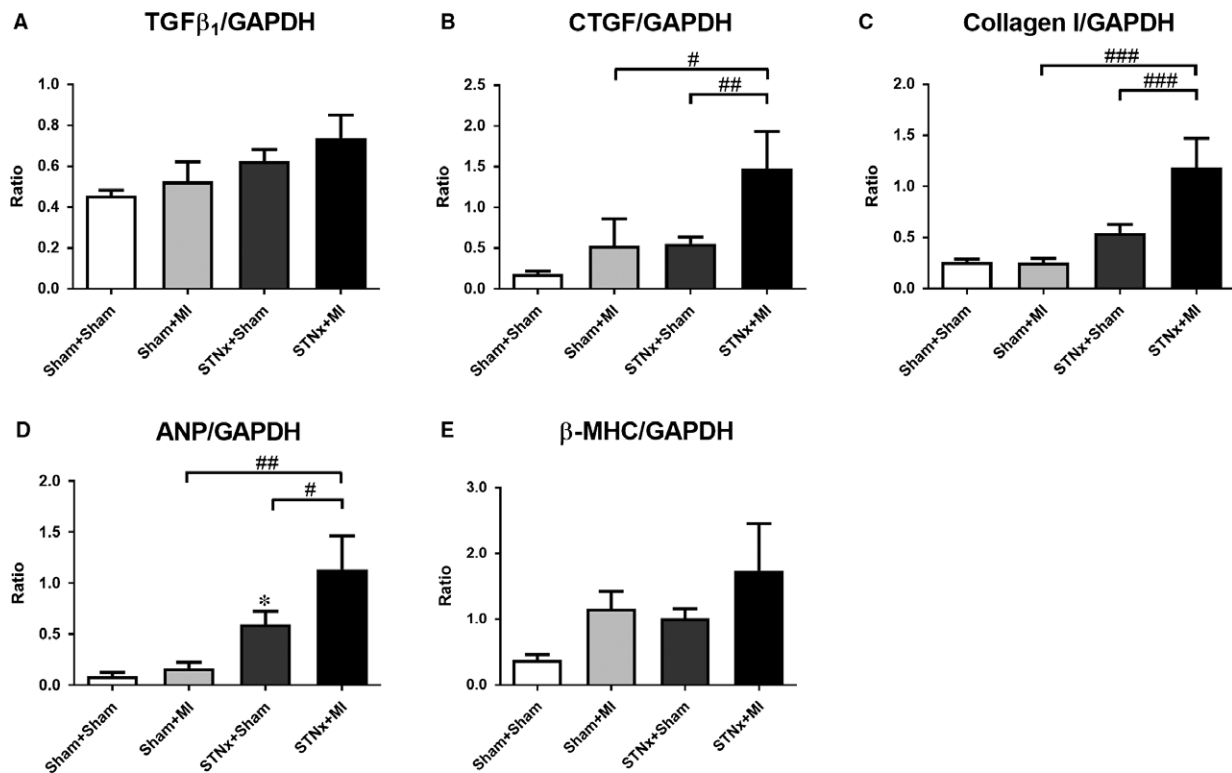 A
TGFβ₁/GAPDH
1.0
0.8
0.6
0.4
0.2
0.0
Ratio
Sham+Sham
Sham+MI
STNx+Sham
STNx+MI
B
CTGF/GAPDH
#
##
2.5
2.0
1.5
1.0
0.5
0.0
Ratio
Sham+Sham
Sham+MI
STNx+Sham
STNx+MI
C
Collagen I/GAPDH
###
###
2.0
1.5
1.0
0.5
0.0
Ratio
Sham+Sham
Sham+MI
STNx+Sham
STNx+MI
D
ANP/GAPDH
##
#
2.0
1.5
1.0
0.5
0.0
Ratio
*
Sham+Sham
Sham+MI
STNx+Sham
STNx+MI
E
β-MHC/GAPDH
3.0
2.0
1.0
0.0
Ratio
Sham+Sham
Sham+MI
STNx+Sham
STNx+MI